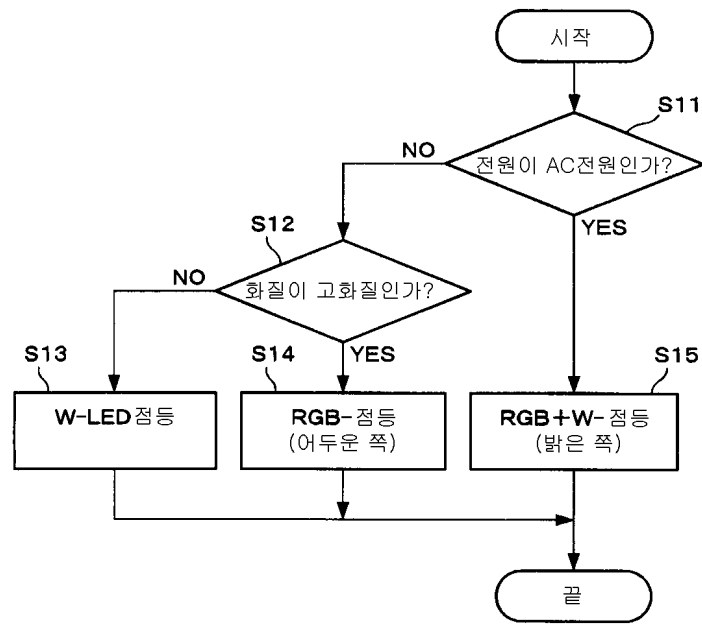 시작
S11
전원이 AC전원인가?
NO
YES
S12
화질이 고화질인가?
NO
YES
S13
W-LED점등
S14
RGB-점등
(어두운 쪽)
S15
RGB+W-점등
(밝은 쪽)
끝